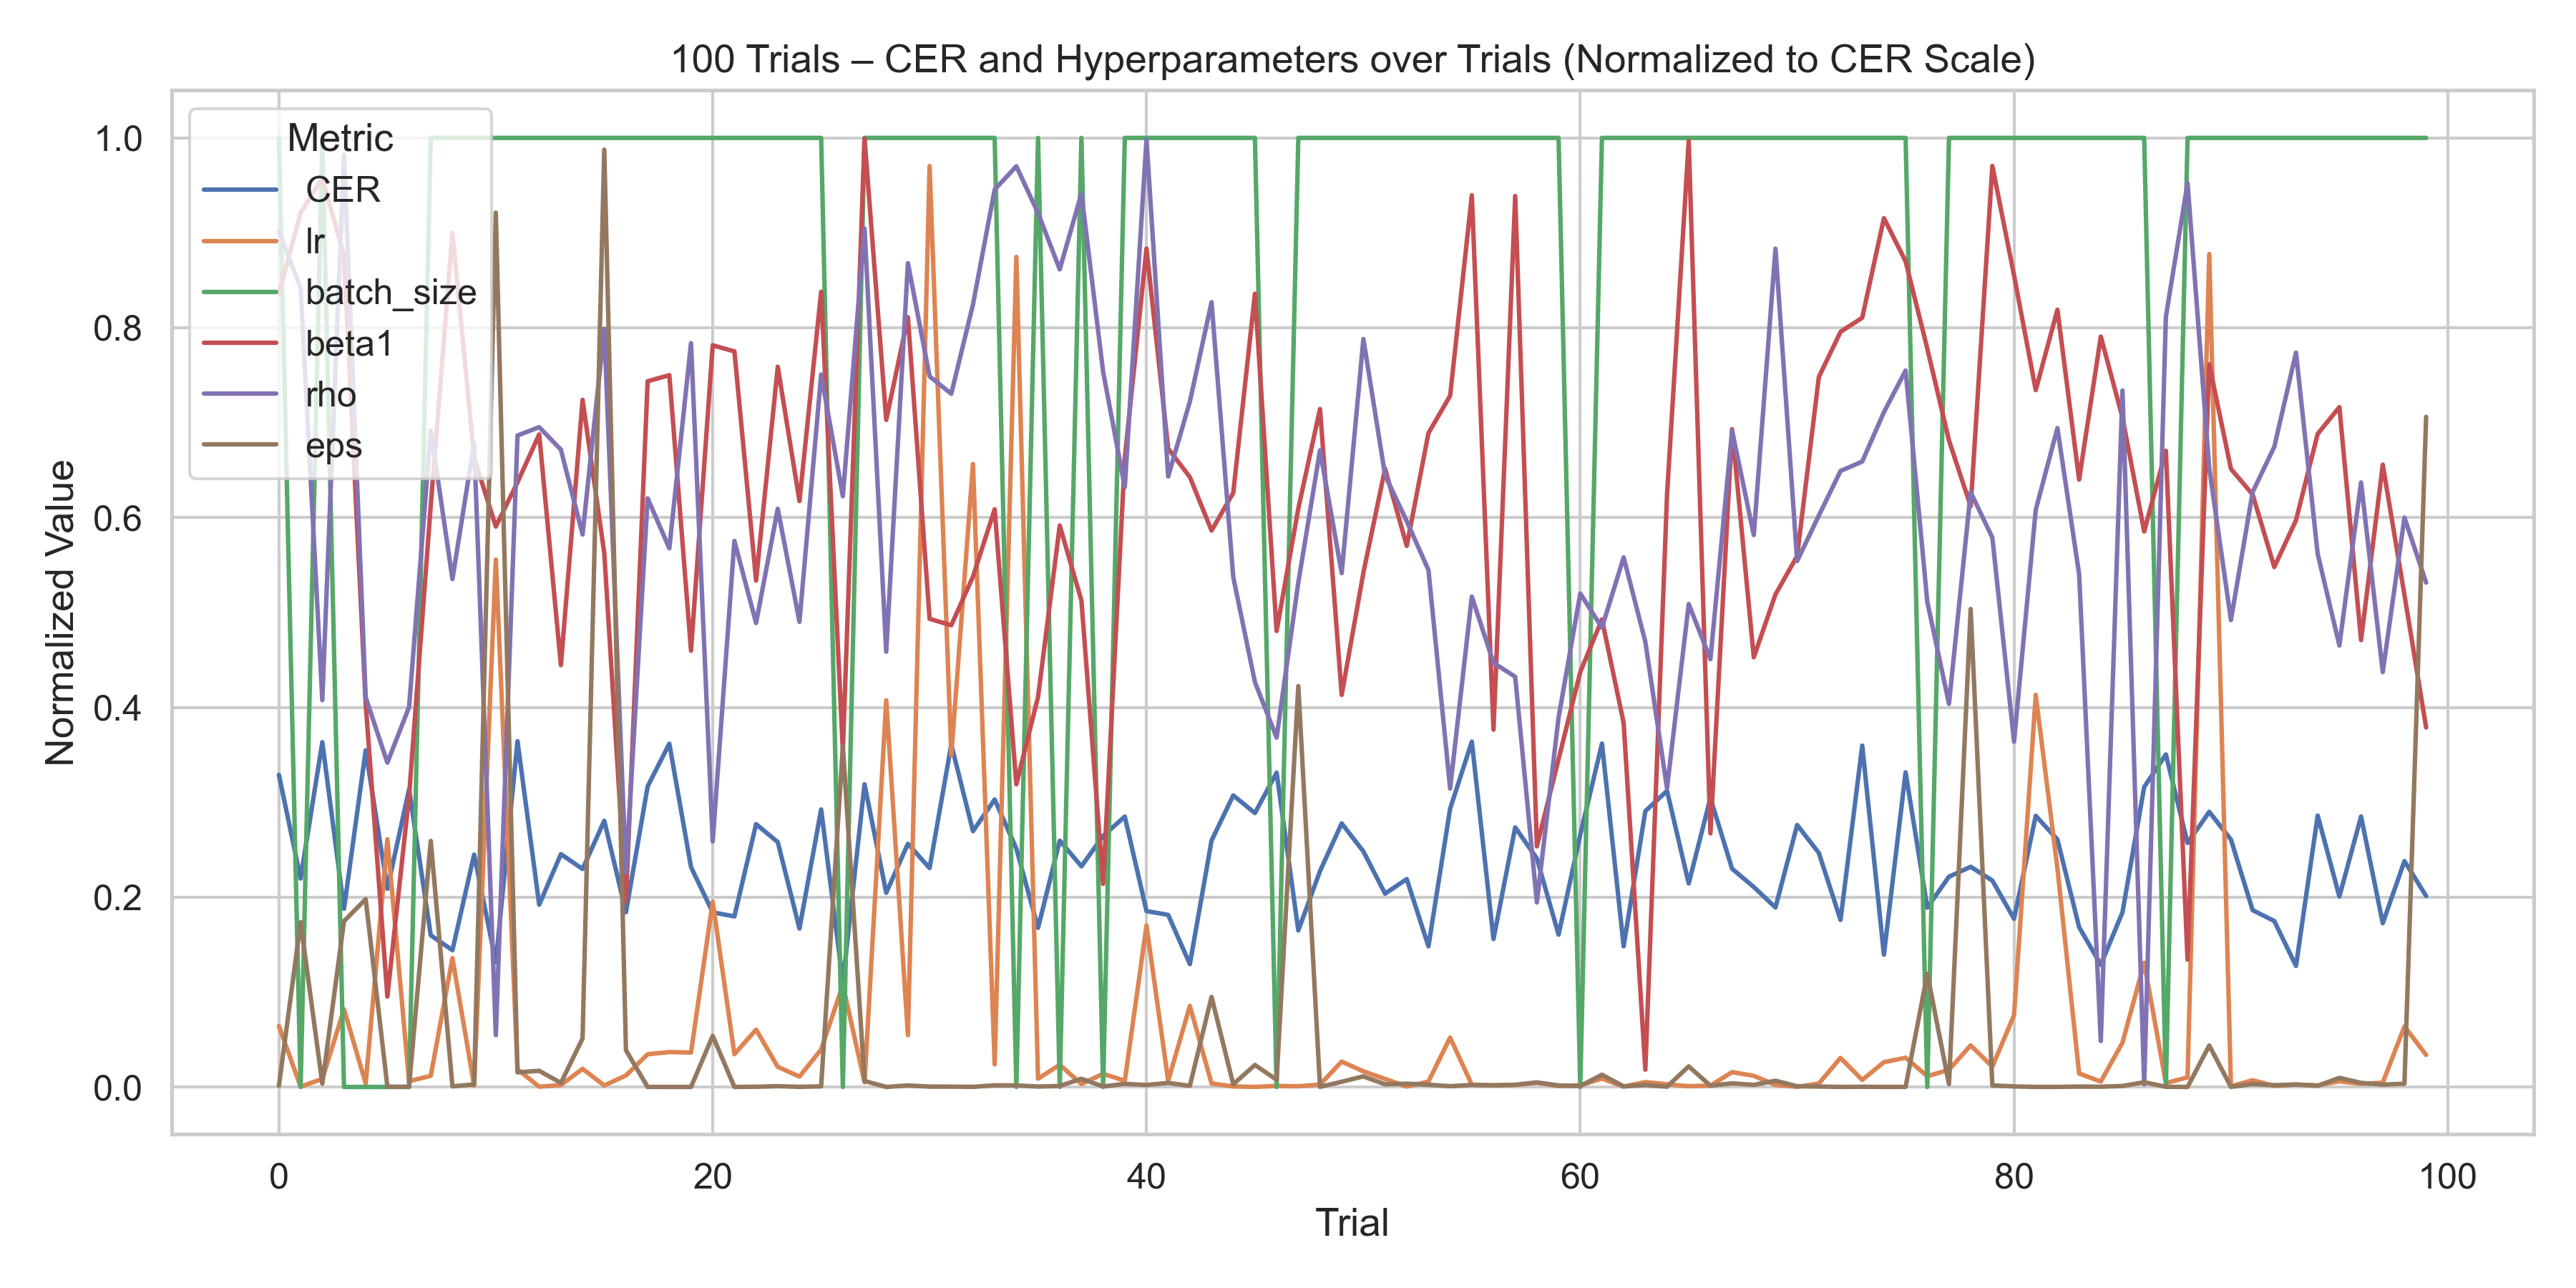 100 Trials – CER and Hyperparameters over Trials (Normalized to CER Scale)
Metric
CER
lr
batch_size
beta1
rho
eps
Normalized Value
1.0
0.8
0.6
0.4
0.2
0.0
0
20
40
60
80
100
Trial